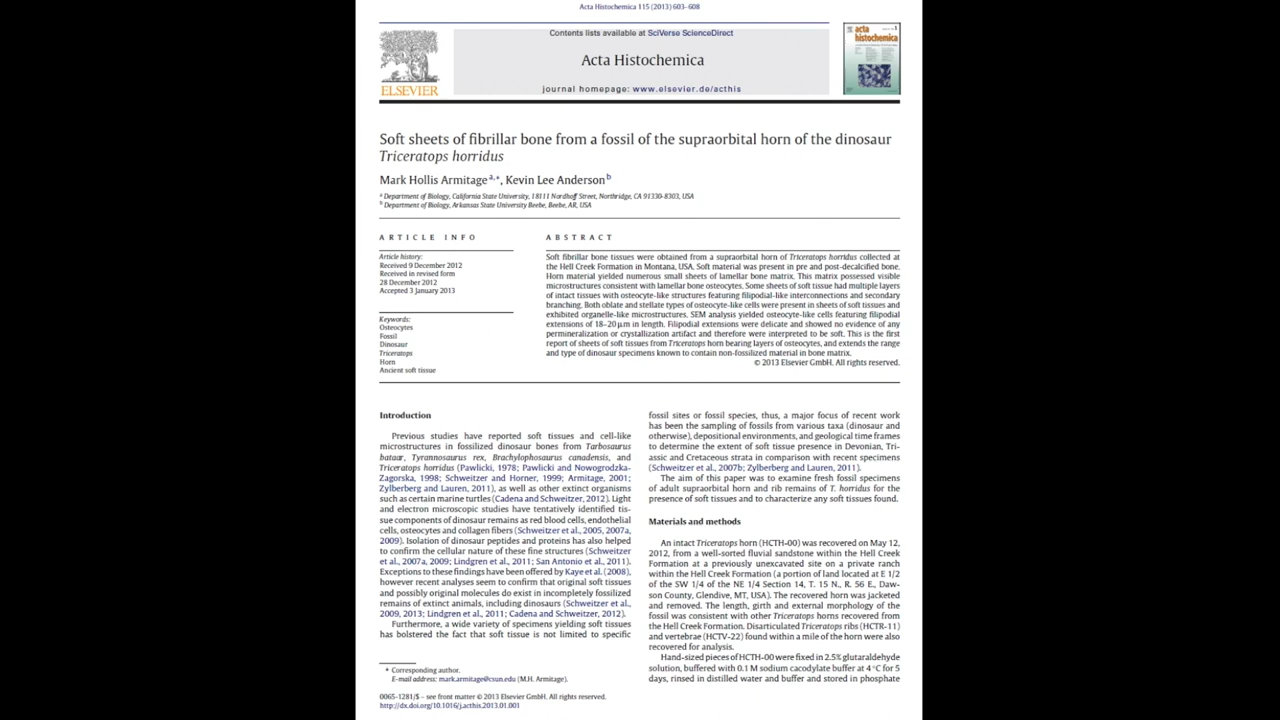 Acta Histochemica 115 (2013) 603–608
Contents lists available at SciVerse ScienceDirect
Acta Histochemica
journal homepage: www.elsevier.de/acthis
ELSEVIER
acta
histochemica
Soft sheets of fibrillar bone from a fossil of the supraorbital horn of the dinosaur
Triceratops horridus
Mark Hollis Armitage a,*, Kevin Lee Anderson b
a Department of Biology, California State University, 18111 Nordhoff Street, Northridge, CA 91330-8303, USA
b Department of Biology, Arkansas State University Beebe, Beebe, AR, USA
ARTICLE INFO
Article history:
Received 9 December 2012
Received in revised form
28 December 2012
Accepted 3 January 2013
Keywords:
Osteocytes
Fossil
Dinosaur
Triceratops
Horn
Ancient soft tissue
ABSTRACT
Soft fibrillar bone tissues were obtained from a supraorbital horn of Triceratops horridus collected at
the Hell Creek Formation in Montana, USA. Soft material was present in pre and post-decalcified bone.
Horn material yielded numerous small sheets of lamellar bone matrix. This matrix possessed visible
microstructures consistent with lamellar bone osteocytes. Some sheets of soft tissue had multiple layers
of intact tissues with osteocyte-like structures featuring filipodial-like interconnections and secondary
branching. Both oblate and stellate types of osteocyte-like cells were present in sheets of soft tissues and
exhibited organelle-like microstructures. SEM analysis yielded osteocyte-like cells featuring filipodial
extensions of 18–20 μm in length. Filipodial extensions were delicate and showed no evidence of any
permineralization or crystallization artifact and therefore were interpreted to be soft. This is the first
report of sheets of soft tissues from Triceratops horn bearing layers of osteocytes, and extends the range
and type of dinosaur specimens known to contain non-fossilized material in bone matrix.
© 2013 Elsevier GmbH. All rights reserved.
Introduction
Previous studies have reported soft tissues and cell-like
microstructures in fossilized dinosaur bones from Tarbosaurus
bataar, Tyrannosaurus rex, Brachylophosaurus canadensis, and
Triceratops horridus (Pawlicki, 1978; Pawlicki and Nowogrodzka-
Zagorska, 1998; Schweitzer and Horner, 1999; Armitage, 2001;
Zylberberg and Lauren, 2011), as well as other extinct organisms
such as certain marine turtles (Cadena and Schweitzer, 2012). Light
and electron microscopic studies have tentatively identified tis-
sue components of dinosaur remains as red blood cells, endothelial
cells, osteocytes and collagen fibers (Schweitzer et al., 2005, 2007a,
2009). Isolation of dinosaur peptides and proteins has also helped
to confirm the cellular nature of these fine structures (Schweitzer
et al., 2007a, 2009; Lindgren et al., 2011; San Antonio et al., 2011).
Exceptions to these findings have been offered by Kaye et al. (2008),
however recent analyses seem to confirm that original soft tissues
and possibly original molecules do exist in incompletely fossilized
remains of extinct animals, including dinosaurs (Schweitzer et al.,
2009, 2013; Lindgren et al., 2011; Cadena and Schweitzer, 2012).
Furthermore, a wide variety of specimens yielding soft tissues
has bolstered the fact that soft tissue is not limited to specific
* Corresponding author.
E-mail address: mark.armitage@csun.edu (M.H. Armitage).
0065-1281/$ – see front matter © 2013 Elsevier GmbH. All rights reserved.
http://dx.doi.org/10.1016/j.acthis.2013.01.001
fossil sites or fossil species, thus, a major focus of recent work
has been the sampling of fossils from various taxa (dinosaur and
otherwise), depositional environments, and geological time frames
to determine the extent of soft tissue presence in Devonian, Tri-
assic and Cretaceous strata in comparison with recent specimens
(Schweitzer et al., 2007b; Zylberberg and Lauren, 2011).
The aim of this paper was to examine fresh fossil specimens
of adult supraorbital horn and rib remains of T. horridus for the
presence of soft tissues and to characterize any soft tissues found.
Materials and methods
An intact Triceratops horn (HCTH-00) was recovered on May 12,
2012, from a well-sorted fluvial sandstone within the Hell Creek
Formation at a previously unexcavated site on a private ranch
within the Hell Creek Formation (a portion of land located at E 1/2
of the SW 1/4 of the NE 1/4 Section 14, T. 15 N., R. 56 E., Daw-
son County, Glendive, MT, USA). The recovered horn was jacketed
and removed. The length, girth and external morphology of the
fossil was consistent with other Triceratops horns recovered from
the Hell Creek Formation. Disarticulated Triceratops ribs (HCTR-11)
and vertebrae (HCTV-22) found within a mile of the horn were also
recovered for analysis.
Hand-sized pieces of HCTH-00 were fixed in 2.5% glutaraldehyde
solution, buffered with 0.1 M sodium cacodylate buffer at 4 °C for 5
days, rinsed in distilled water and buffer and stored in phosphate